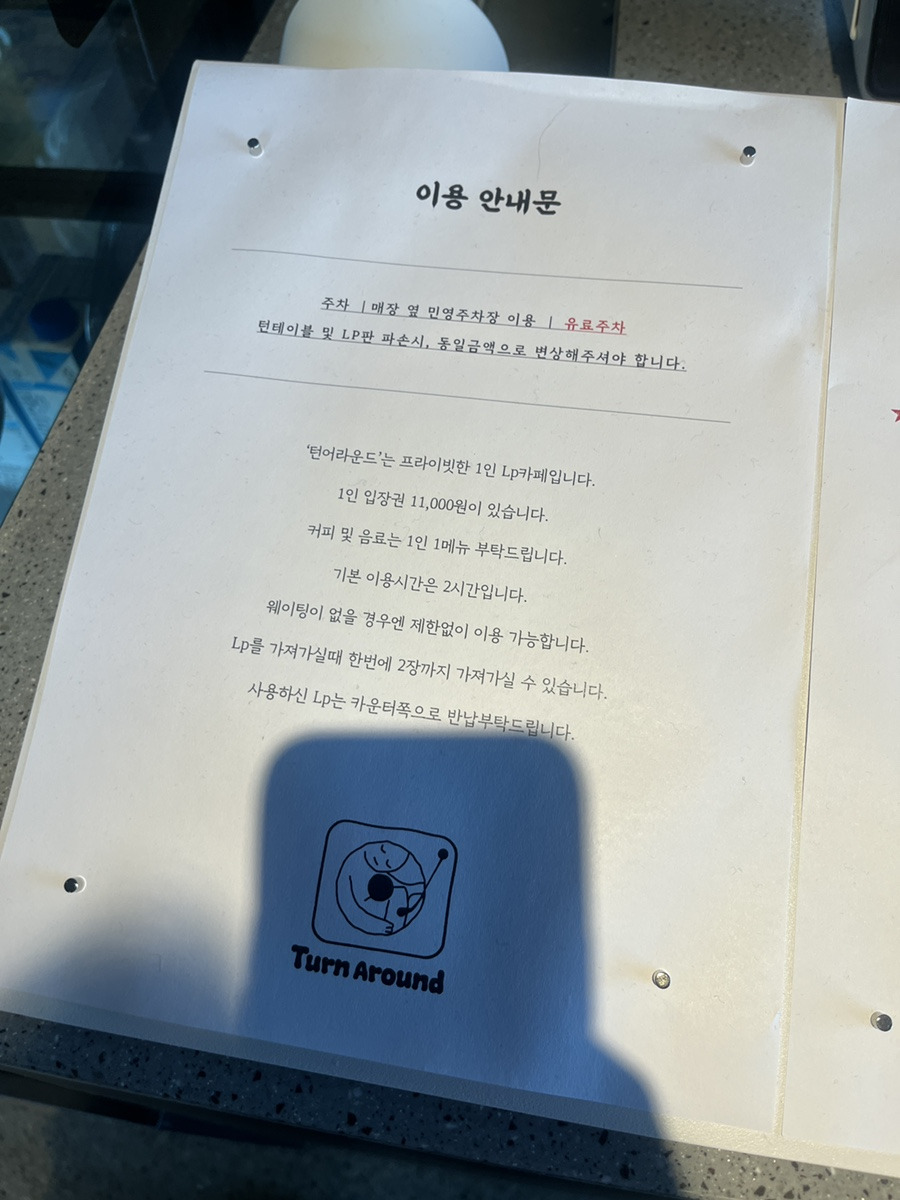 이용 안내문
주차 | 매장 옆 민영주차장 이용 | 유료주차
턴테이블 및 LP판 파손시, 동일금액으로 변상해주셔야 합니다.
‘턴어라운드’는 프라이빗한 1인 Lp카페입니다.
1인 입장권 11,000원이 있습니다.
커피 및 음료는 1인 1메뉴 부탁드립니다.
기본 이용시간은 2시간입니다.
웨이팅이 없을 경우엔 제한없이 이용 가능합니다.
Lp를 가져가실때 한번에 2장까지 가져가실 수 있습니다.
사용하신 Lp는 카운터쪽으로 반납부탁드립니다.
Turn Around